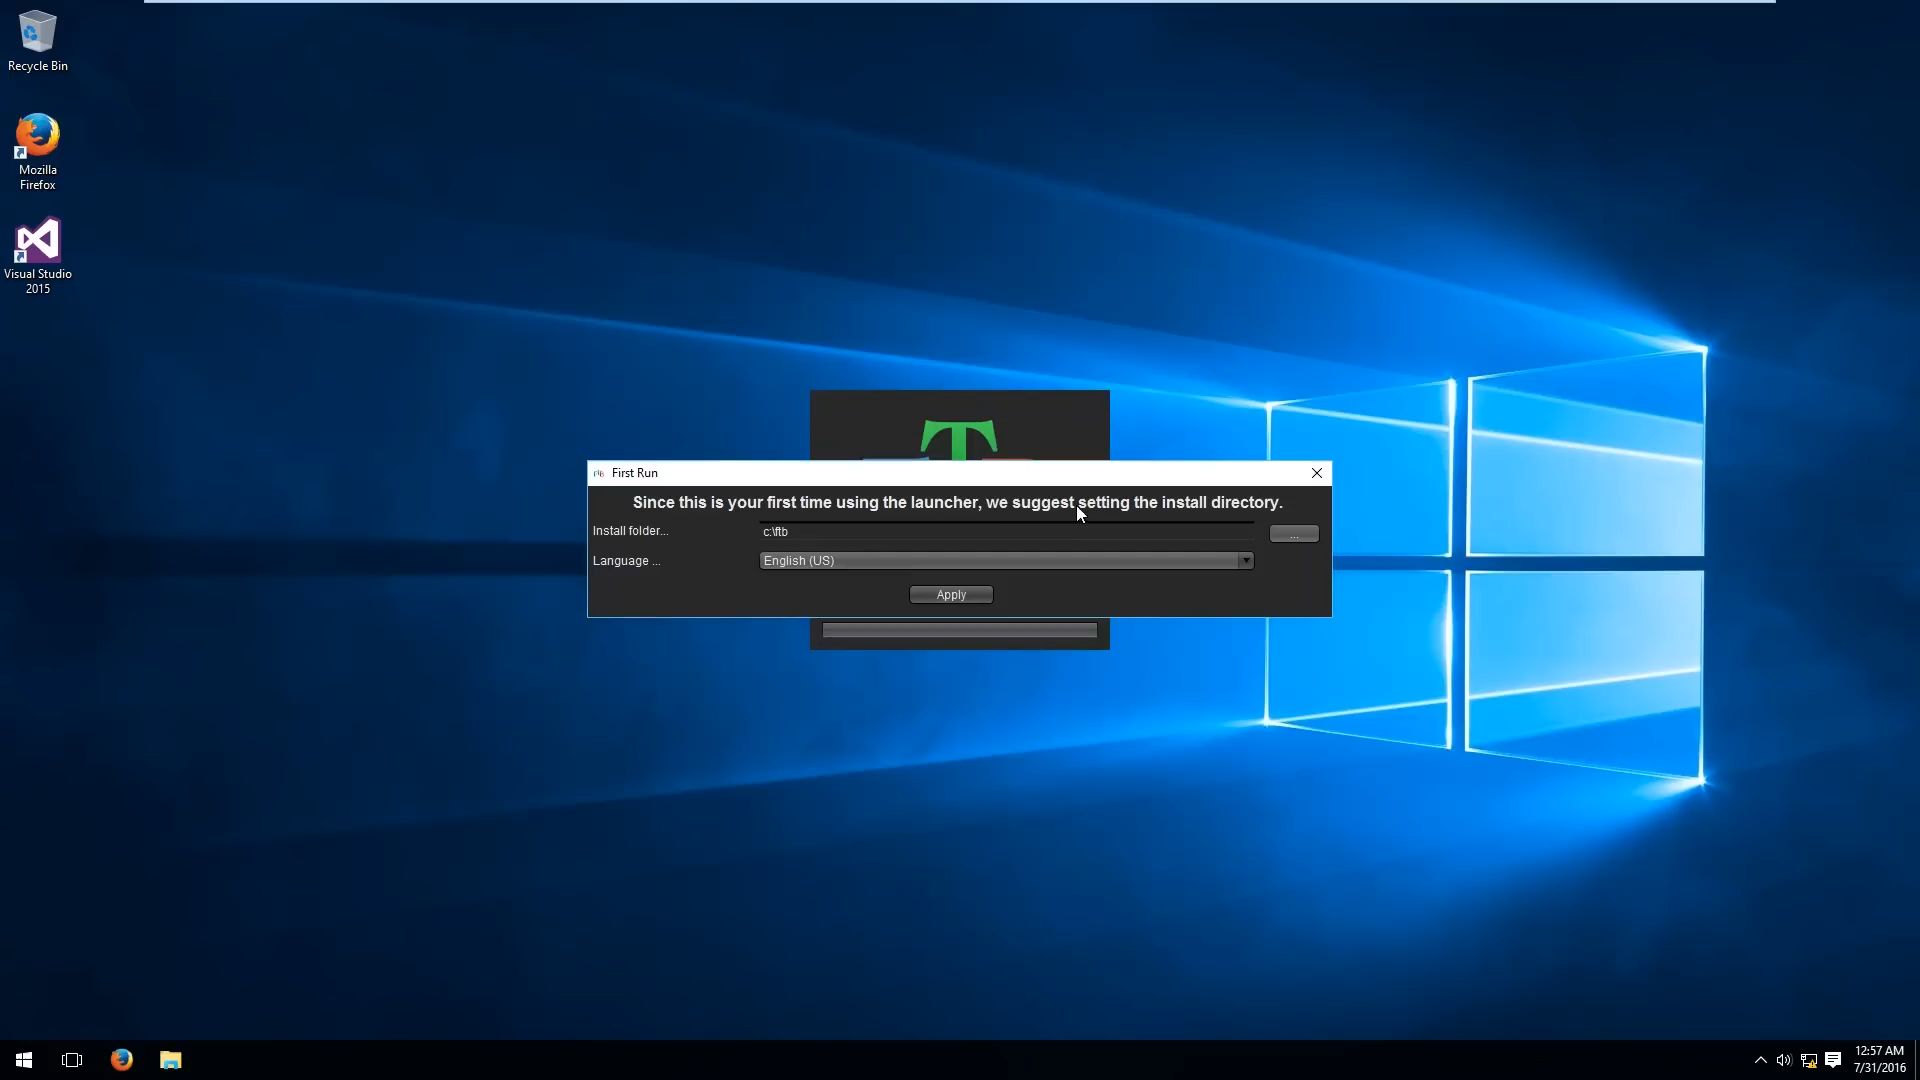 Recycle Bin
Mozilla
Firefox
Visual Studio
2015
First Run
Since this is your first time using the launcher, we suggest setting the install directory.
Install folder...
c:\ftb
...
Language ...
English (US)
Apply
12:57 AM
7/31/2016